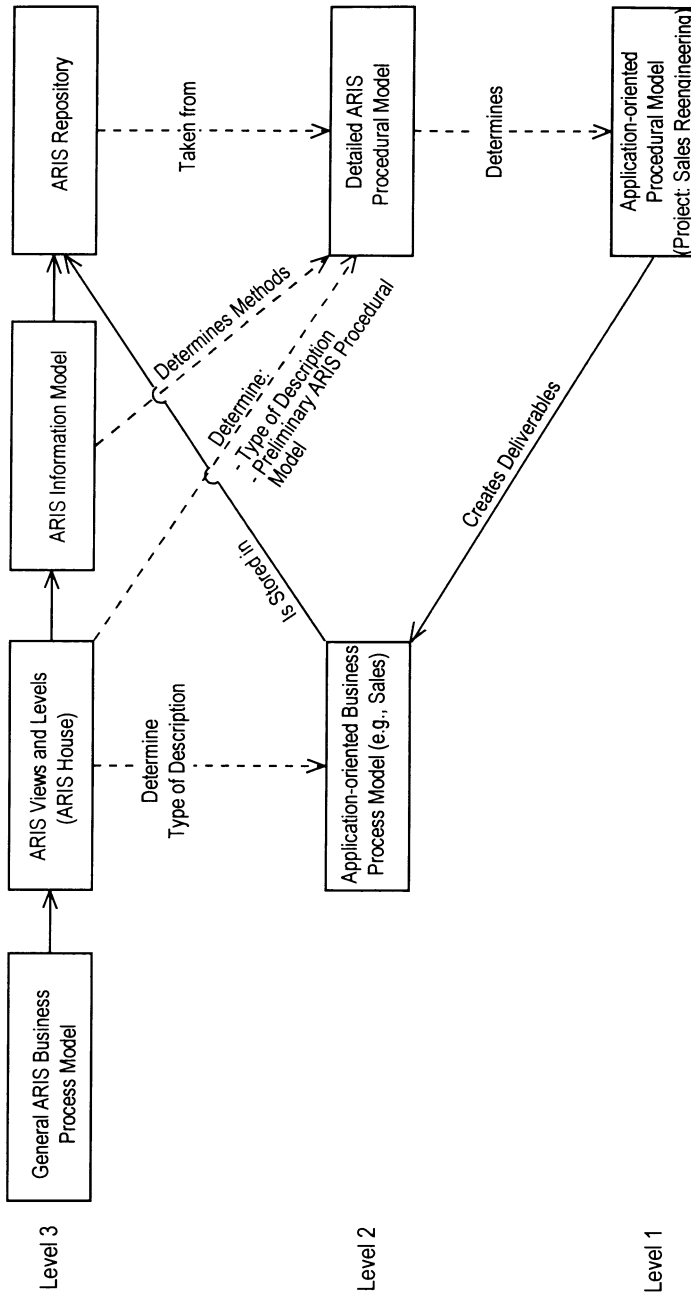 Level 3
General ARIS Business
Process Model
ARIS Views and Levels
(ARIS House)
ARIS Information Model
ARIS Repository
Determine
Type of Description
Is Stored in
Determine:
- Type of Description
- Preliminary ARIS Procedural
Model
Determines Methods
Taken from
Level 2
Application-oriented Business
Process Model (e.g., Sales)
Detailed ARIS
Procedural Model
Creates Deliverables
Determines
Level 1
Application-oriented
Procedural Model
(Project: Sales Reengineering)